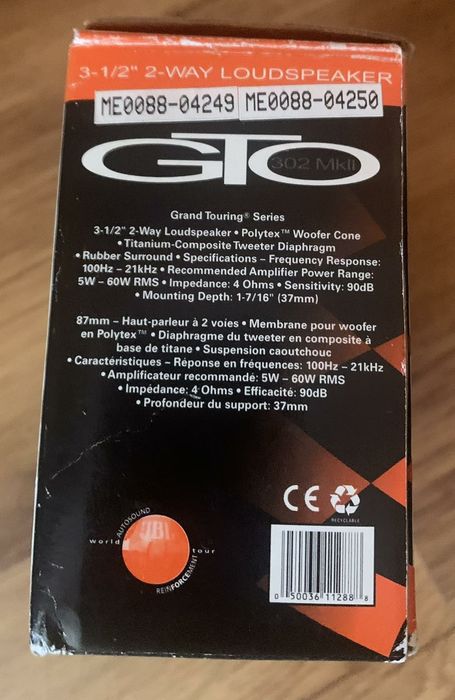 3-1/2" 2-WAY LOUDSPEAKER
ME0088-04249 ME0088-04250
GTO
302 MkII
Grand Touring® Series
3-1/2" 2-Way Loudspeaker • Polytex™ Woofer Cone
• Titanium-Composite Tweeter Diaphragm
• Rubber Surround • Specifications – Frequency Response:
100Hz – 21kHz • Recommended Amplifier Power Range:
5W – 60W RMS • Impedance: 4 Ohms • Sensitivity: 90dB
• Mounting Depth: 1-7/16" (37mm)
87mm – Haut-parleur à 2 voies • Membrane pour woofer
en Polytex™ • Diaphragme du tweeter en composite à
base de titane • Suspension caoutchouc
• Caractéristiques – Réponse en fréquences: 100Hz – 21kHz
• Amplificateur recommandé: 5W – 60W RMS
• Impédance: 4 Ohms • Efficacité: 90dB
• Profondeur du support: 37mm
CE
RECYCLABLE
AUTOSOUND
world JBL tour
REINFORCEMENT
0 50036 11288 8